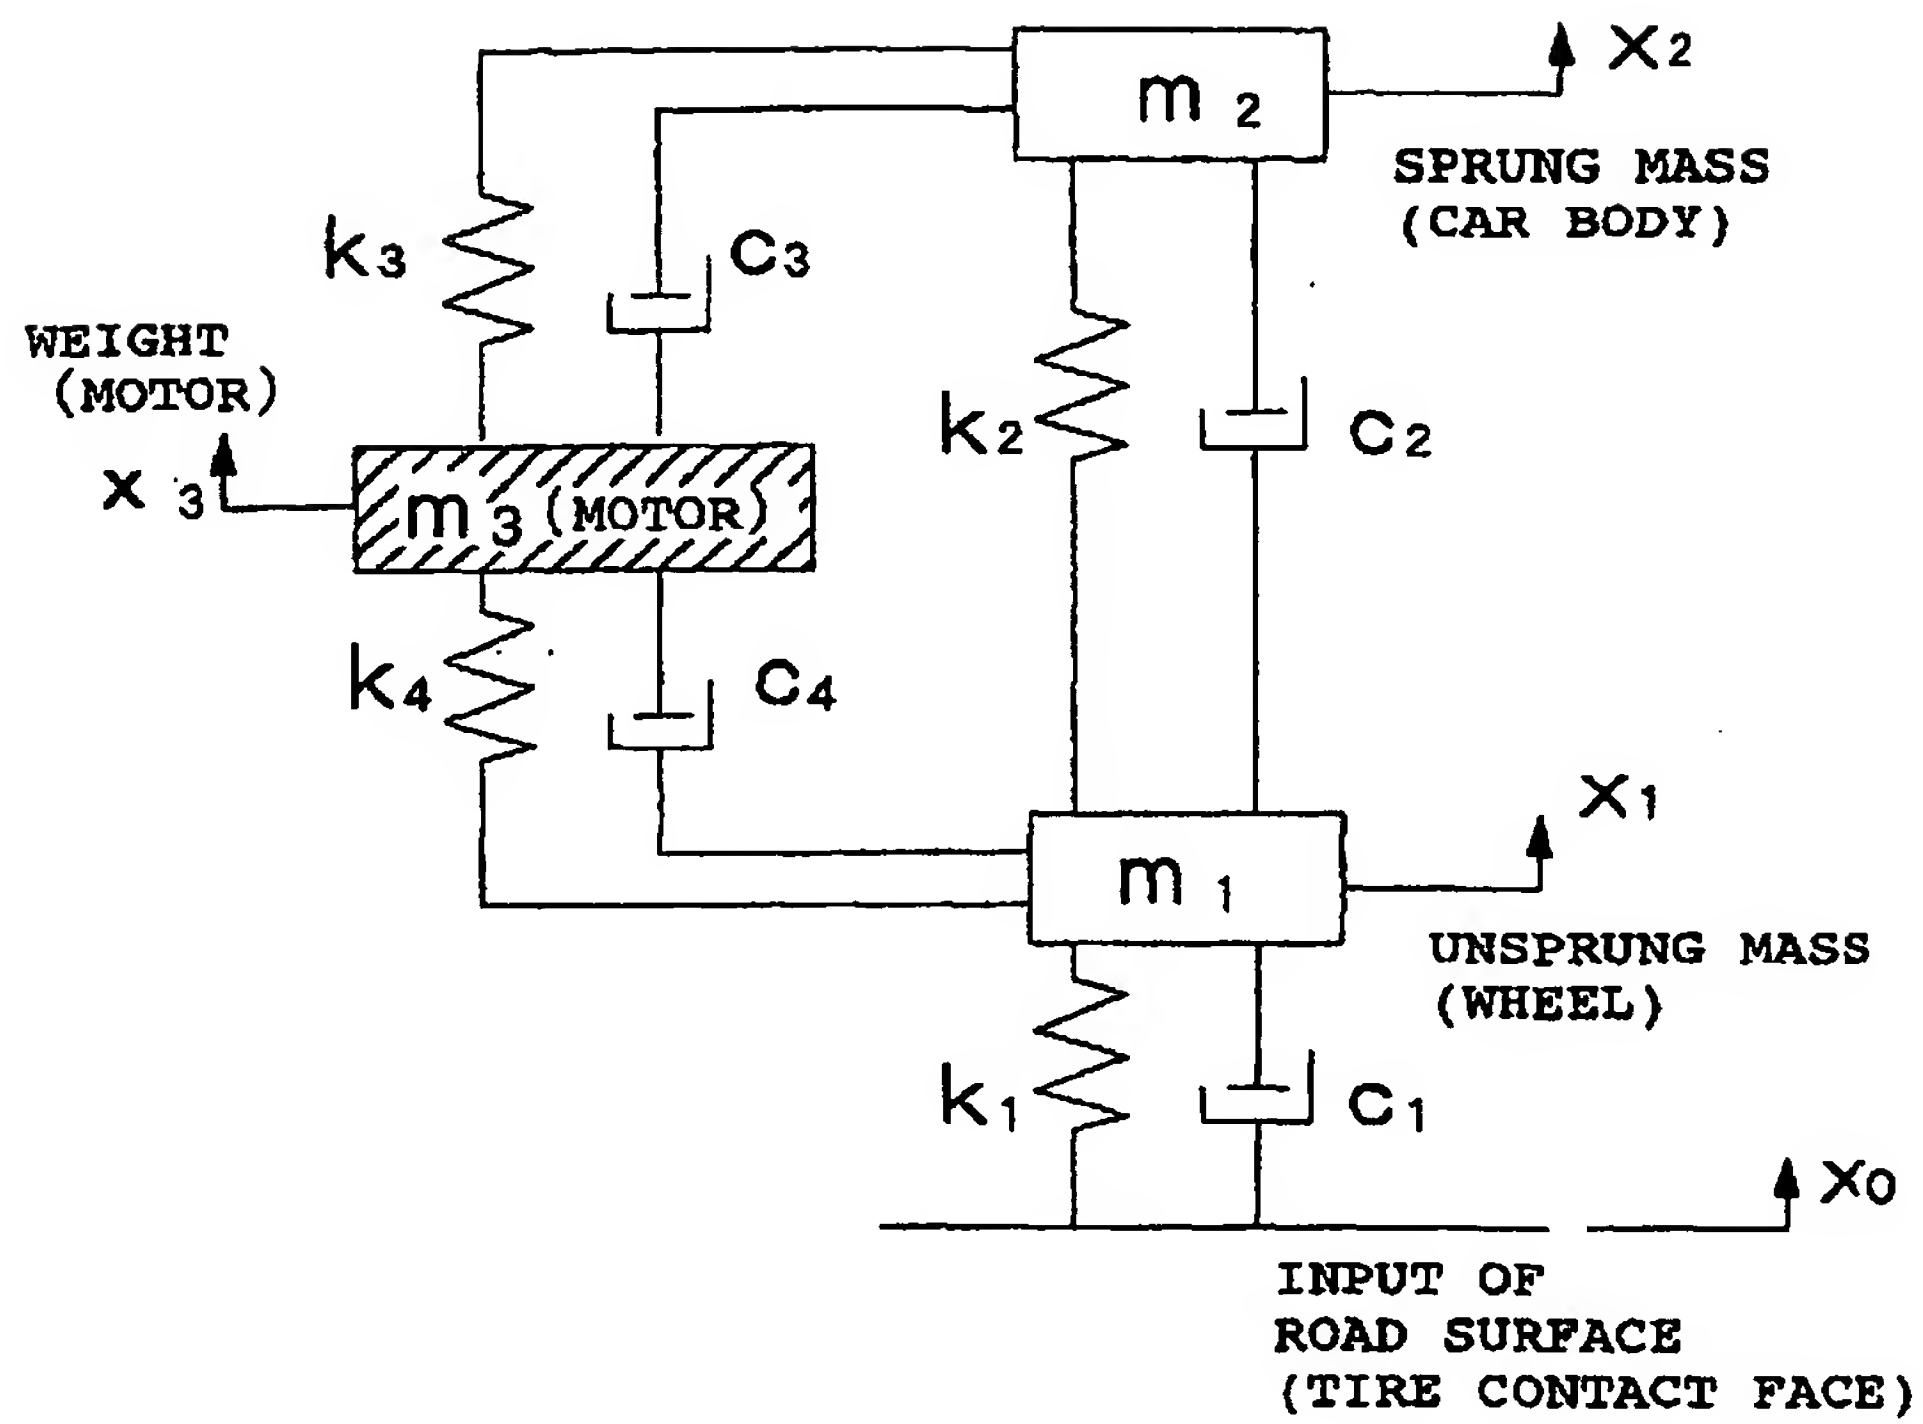 x2
m 2
SPRUNG MASS
(CAR BODY)
k3
c3
WEIGHT
(MOTOR)
x 3
m 3 (MOTOR)
k2
c2
k4
c4
x1
m 1
UNSPRUNG MASS
(WHEEL)
k1
c1
x0
INPUT OF
ROAD SURFACE
(TIRE CONTACT FACE)